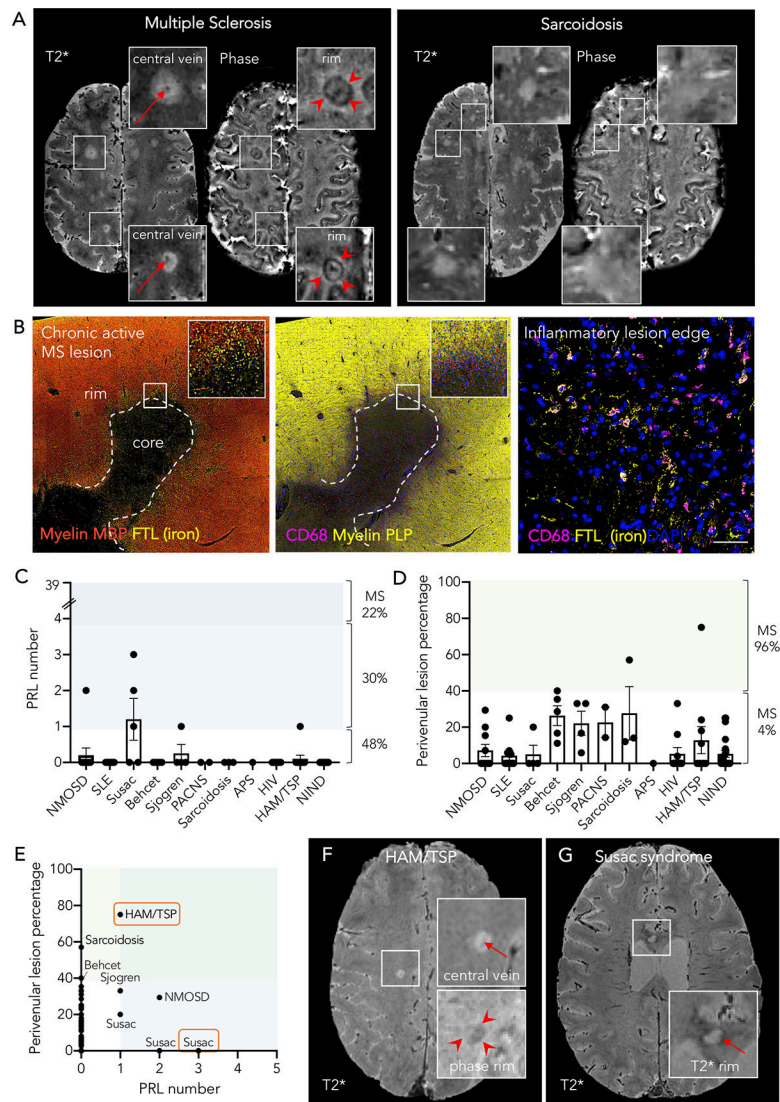 A
Multiple Sclerosis
Sarcoidosis
T2*
central vein
Phase
rim
T2*
Phase
central vein
rim
B
Chronic active
MS lesion
rim
core
Myelin MBP FTL (iron)
CD68 Myelin PLP
Inflammatory lesion edge
CD68 FTL (iron) DAPI
C
PRL number
39
4
3
2
1
0
MS
22%
30%
48%
NMOSD
SLE
Susac
Behcet
Sjogren
PACNS
Sarcoidosis
APS
HIV
HAM/TSP
NIND
D
Perivenular lesion percentage
100
80
60
40
20
0
MS
96%
MS
4%
NMOSD
SLE
Susac
Behcet
Sjogren
PACNS
Sarcoidosis
APS
HIV
HAM/TSP
NIND
E
Perivenular lesion percentage
100
80
60
40
20
0
HAM/TSP
Sarcoidosis
Behcet
Sjogren
NMOSD
Susac
Susac
Susac
0 1 2 3 4 5
PRL number
F
HAM/TSP
central vein
phase rim
T2*
G
Susac syndrome
T2* rim
T2*